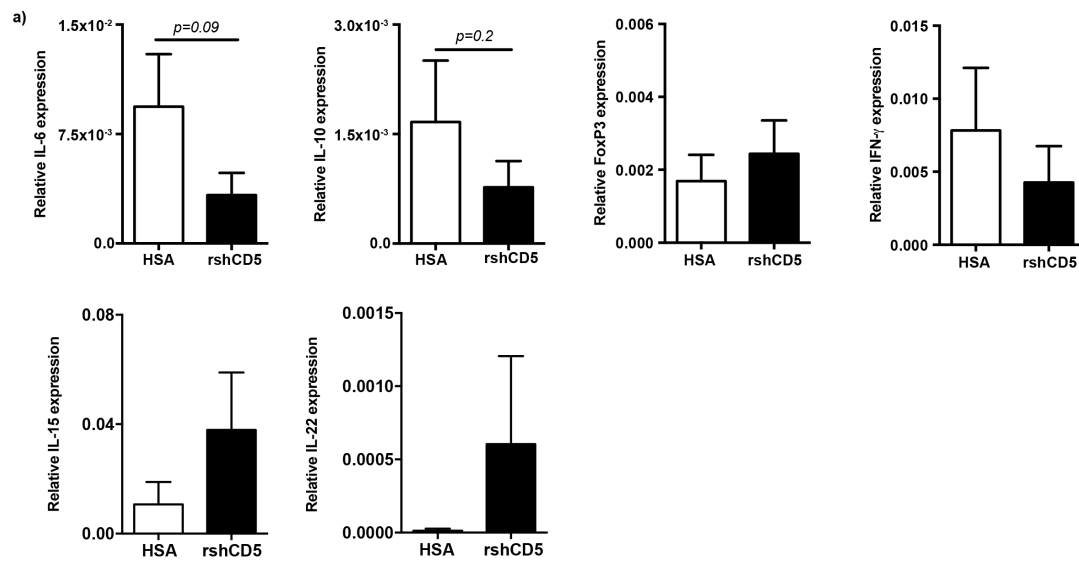 a)
Relative IL-6 expression
1.5x10-2
7.5x10-3
0.0
p=0.09
HSA
rshCD5
Relative IL-10 expression
3.0x10-3
1.5x10-3
0.0
p=0.2
HSA
rshCD5
Relative FoxP3 expression
0.006
0.004
0.002
0.000
HSA
rshCD5
Relative IFN-γ expression
0.015
0.010
0.005
0.000
HSA
rshCD5
Relative IL-15 expression
0.08
0.04
0.00
HSA
rshCD5
Relative IL-22 expression
0.0015
0.0010
0.0005
0.0000
HSA
rshCD5